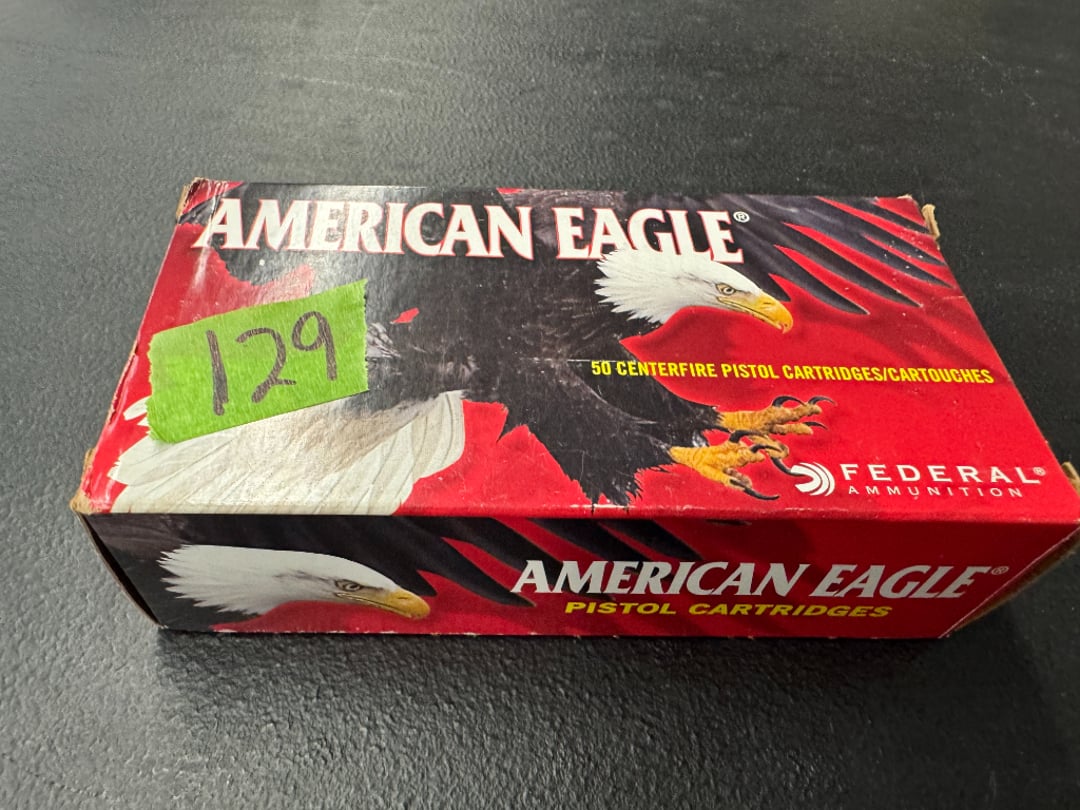 AMERICAN EAGLE®
129
50 CENTERFIRE PISTOL CARTRIDGES/CARTOUCHES
FEDERAL®
AMMUNITION
AMERICAN EAGLE®
PISTOL CARTRIDGES